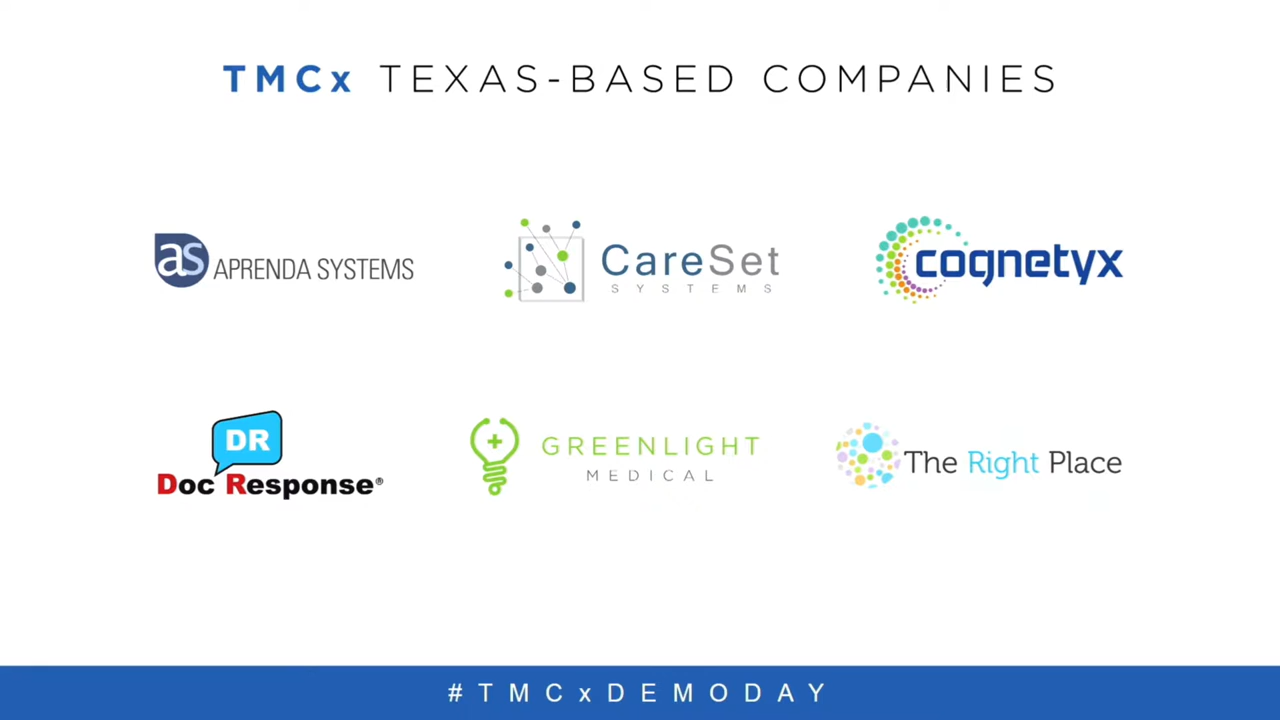 TMCx TEXAS-BASED COMPANIES
as APRENDA SYSTEMS
CareSet
SYSTEMS
cognetyx
DR
Doc Response®
GREENLIGHT
MEDICAL
The Right Place
#TMCxDEMODAY